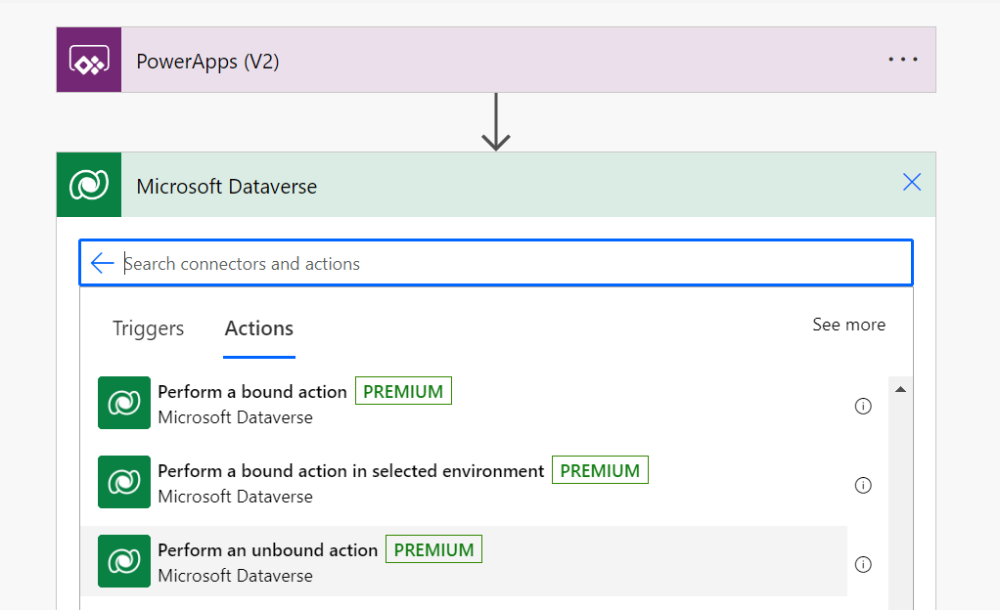 PowerApps (V2)
Microsoft Dataverse
Search connectors and actions
Triggers Actions See more
Perform a bound action PREMIUM
Microsoft Dataverse
Perform a bound action in selected environment PREMIUM
Microsoft Dataverse
Perform an unbound action PREMIUM
Microsoft Dataverse